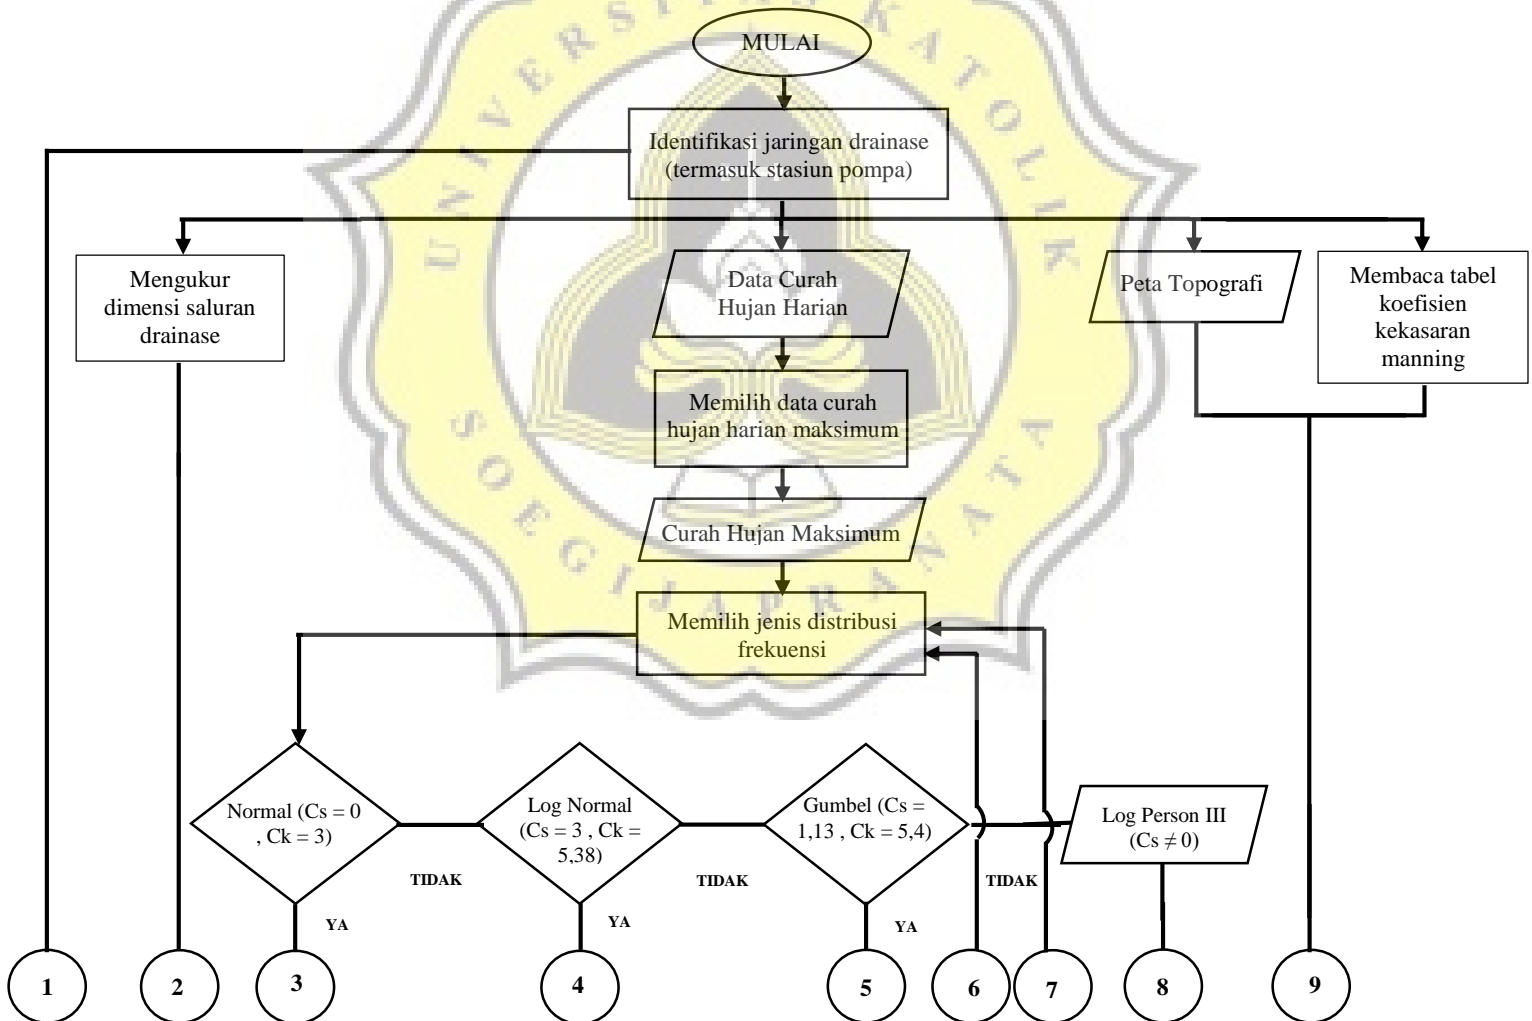 UNIVERSITAS KATOLIK
SOEGIJAPRANATA
MULAI
Identifikasi jaringan drainase
(termasuk stasiun pompa)
Mengukur
dimensi saluran
drainase
Data Curah
Hujan Harian
Peta Topografi
Membaca tabel
koefisien
kekasaran
manning
Memilih data curah
hujan harian maksimum
Curah Hujan Maksimum
Memilih jenis distribusi
frekuensi
Normal (Cs = 0
, Ck = 3)
Log Normal
(Cs = 3 , Ck =
5,38)
Gumbel (Cs =
1,13 , Ck = 5,4)
Log Person III
(Cs ≠ 0)
TIDAK
TIDAK
TIDAK
YA
YA
YA
1
2
3
4
5
6
7
8
9